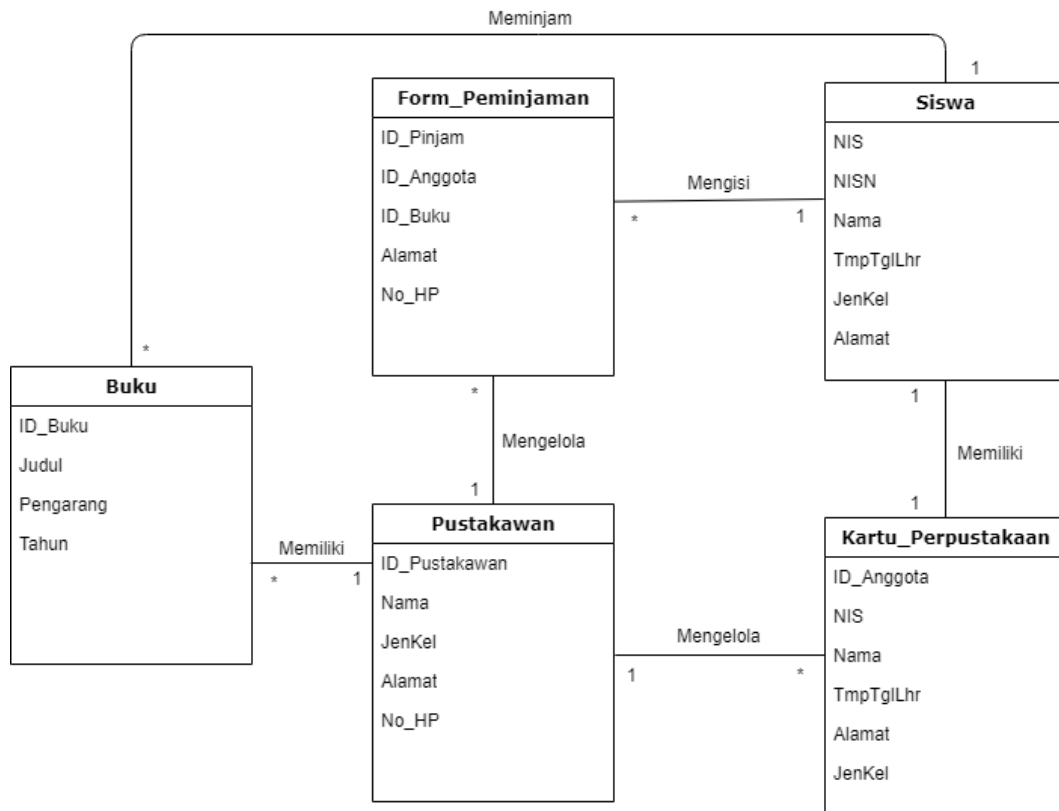 Meminjam
1
Form_Peminjaman
ID_Pinjam
ID_Anggota
ID_Buku
Alamat
No_HP
Siswa
NIS
NISN
Nama
TmpTglLhr
JenKel
Alamat
Mengisi
*
1
*
Buku
ID_Buku
Judul
Pengarang
Tahun
*
Mengelola
1
1
Memiliki
1
Memiliki
*
1
Pustakawan
ID_Pustakawan
Nama
JenKel
Alamat
No_HP
Mengelola
1
*
Kartu_Perpustakaan
ID_Anggota
NIS
Nama
TmpTglLhr
Alamat
JenKel